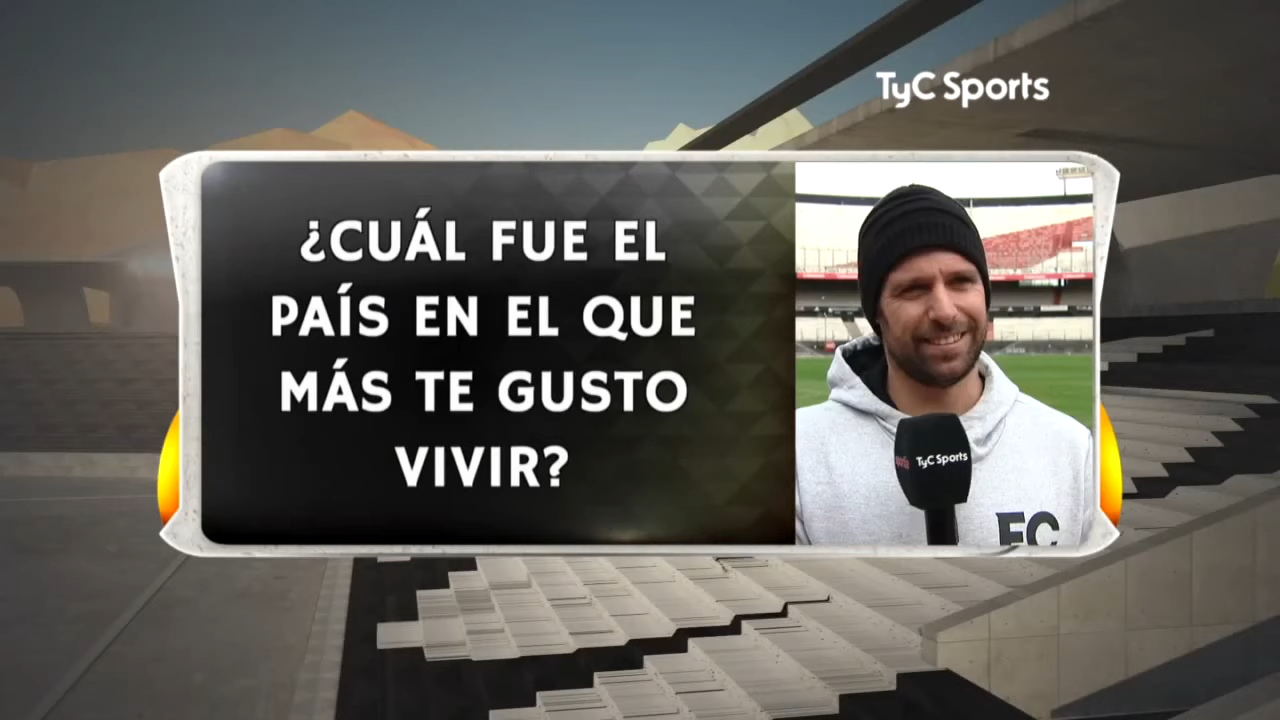 TyC Sports
¿CUÁL FUE EL
PAÍS EN EL QUE
MÁS TE GUSTO
VIVIR?
TyC Sports
FC